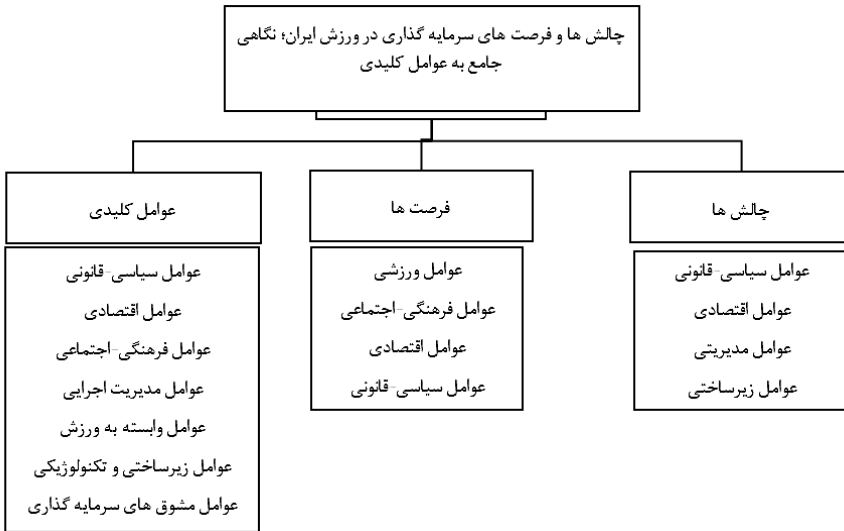 چالش ها و فرصت های سرمایه گذاری در ورزش ایران؛ نگاهی
جامع به عوامل کلیدی
چالش ها
عوامل سیاسی-قانونی
عوامل اقتصادی
عوامل مدیریتی
عوامل زیرساختی
فرصت ها
عوامل ورزشی
عوامل فرهنگی-اجتماعی
عوامل اقتصادی
عوامل سیاسی-قانونی
عوامل کلیدی
عوامل سیاسی-قانونی
عوامل اقتصادی
عوامل فرهنگی-اجتماعی
عوامل مدیریت اجرایی
عوامل وابسته به ورزش
عوامل زیرساختی و تکنولوژیکی
عوامل مشوق های سرمایه گذاری